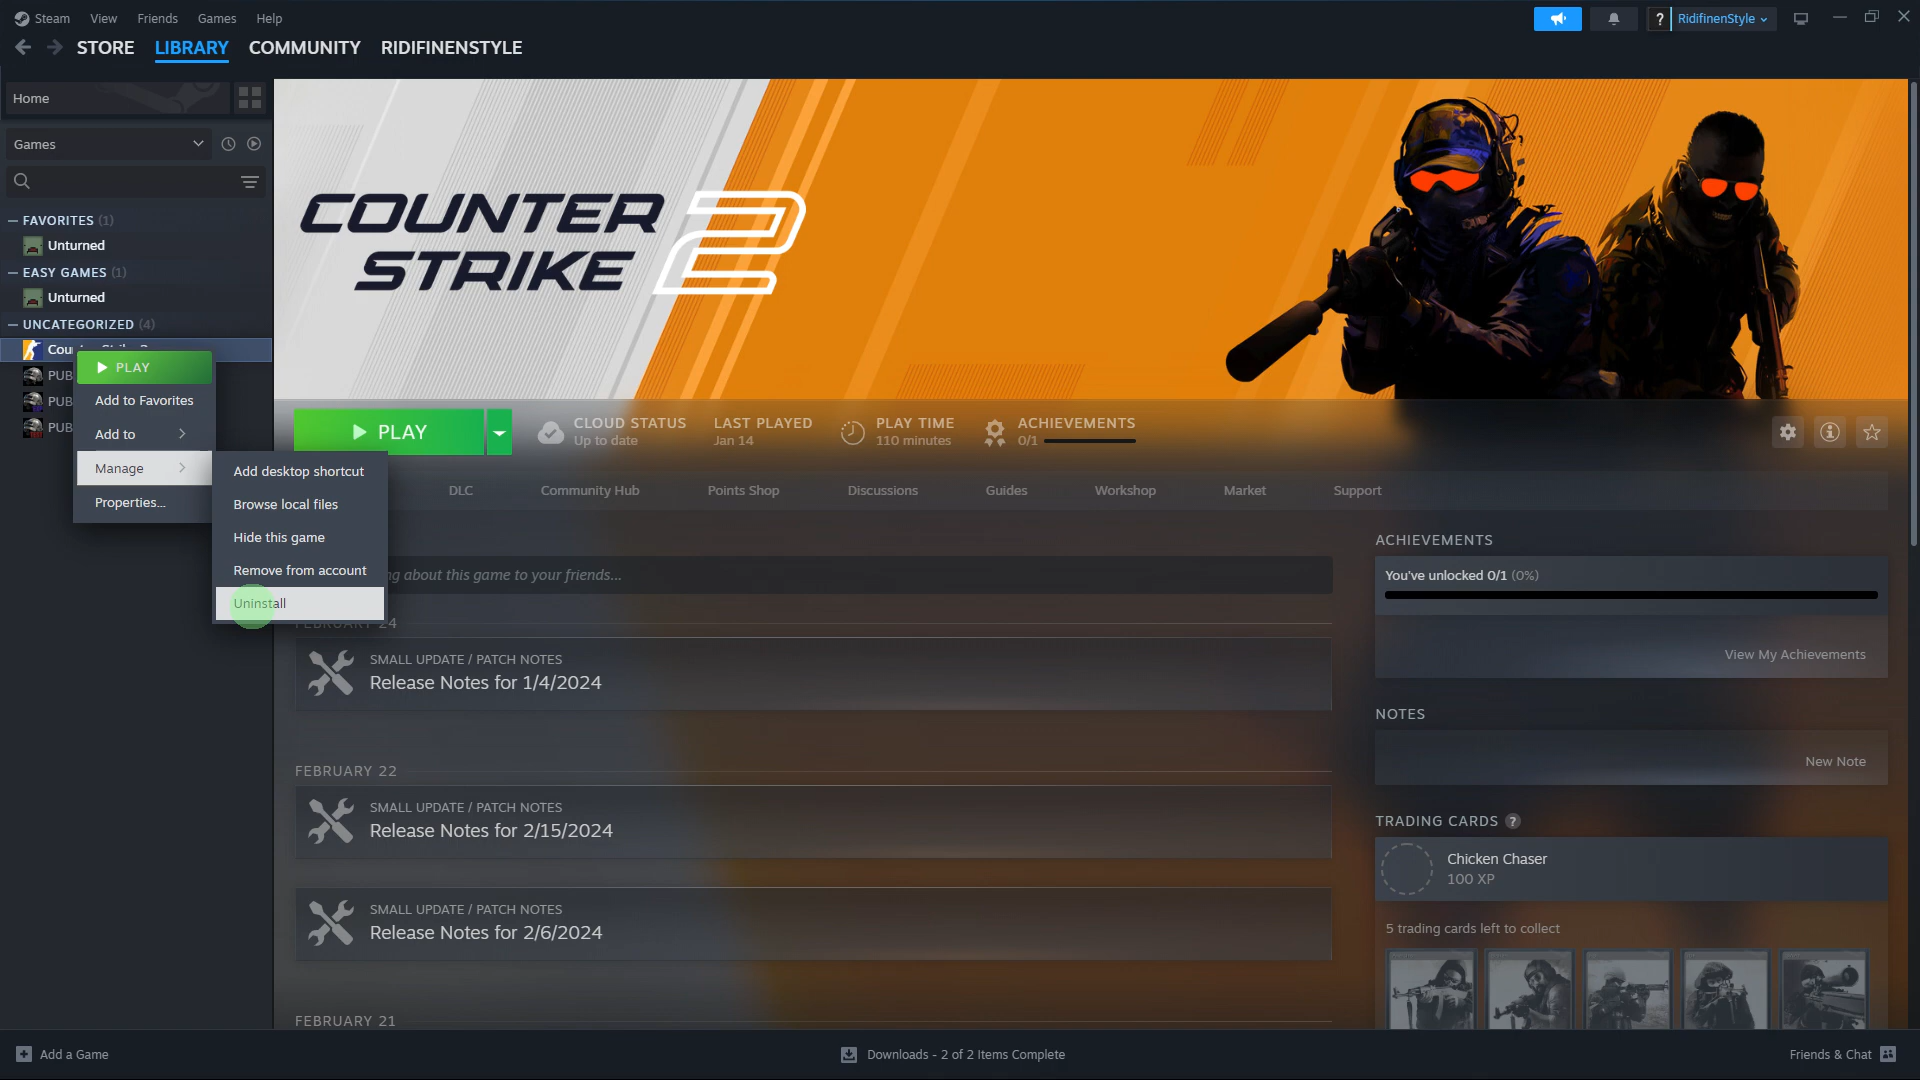 Steam View Friends Games Help
RidifinenStyle
STORE LIBRARY COMMUNITY RIDIFINENSTYLE
Home
Games
FAVORITES (1)
Unturned
EASY GAMES (1)
Unturned
UNCATEGORIZED (4)
PUB
PUB
PUB
PLAY
Add to Favorites
Add to
Manage
Properties...
Add desktop shortcut
Browse local files
Hide this game
Remove from account
Uninstall
COUNTER
STRIKE 2
PLAY
CLOUD STATUS
Up to date
LAST PLAYED
Jan 14
PLAY TIME
110 minutes
ACHIEVEMENTS
0/1
DLC Community Hub Points Shop Discussions Guides Workshop Market Support
about this game to your friends...
FEBRUARY 24
SMALL UPDATE / PATCH NOTES
Release Notes for 1/4/2024
FEBRUARY 22
SMALL UPDATE / PATCH NOTES
Release Notes for 2/15/2024
SMALL UPDATE / PATCH NOTES
Release Notes for 2/6/2024
FEBRUARY 21
ACHIEVEMENTS
You've unlocked 0/1 (0%)
View My Achievements
NOTES
New Note
TRADING CARDS ?
Chicken Chaser
100 XP
5 trading cards left to collect
Add a Game
Downloads - 2 of 2 Items Complete
Friends & Chat